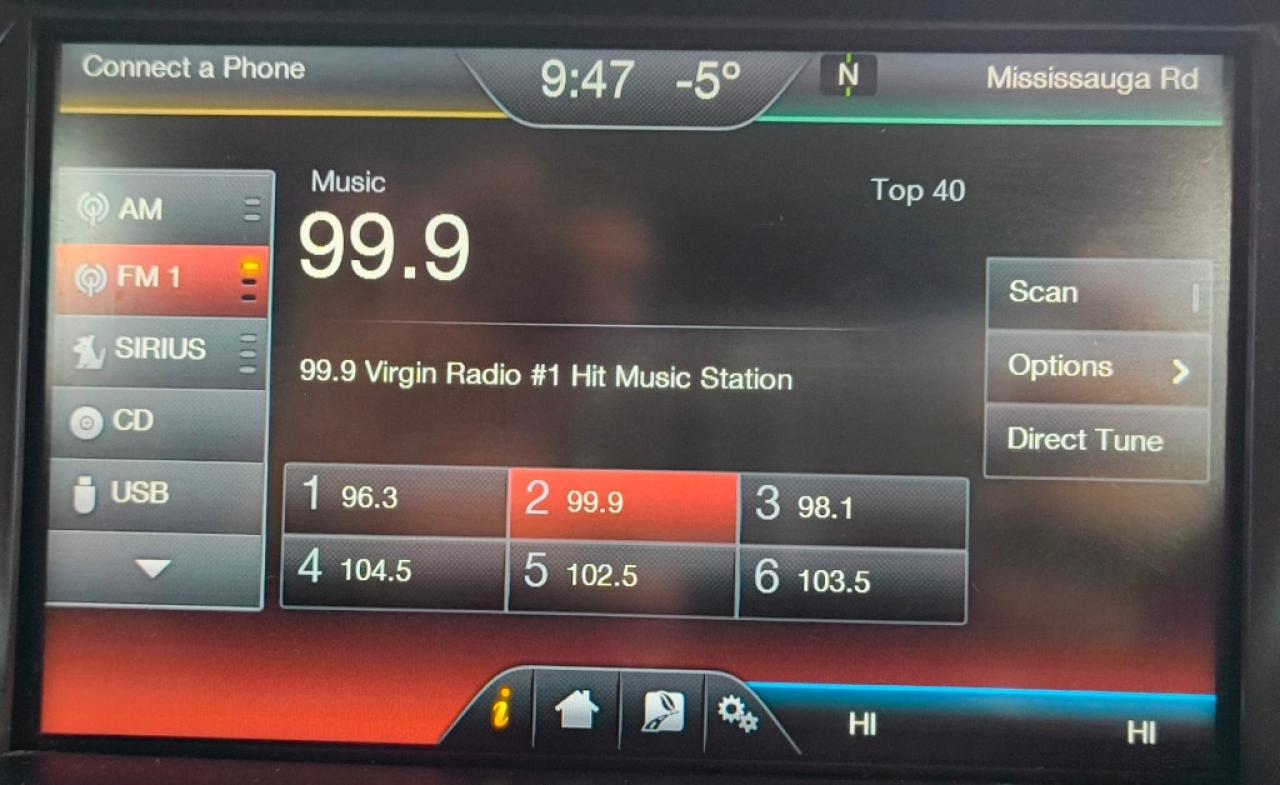 Connect a Phone
9:47 -5°
N
Mississauga Rd
AM
FM 1
SIRIUS
CD
USB
Music
99.9
Top 40
99.9 Virgin Radio #1 Hit Music Station
Scan
Options
Direct Tune
1 96.3
2 99.9
3 98.1
4 104.5
5 102.5
6 103.5
i
HI
HI